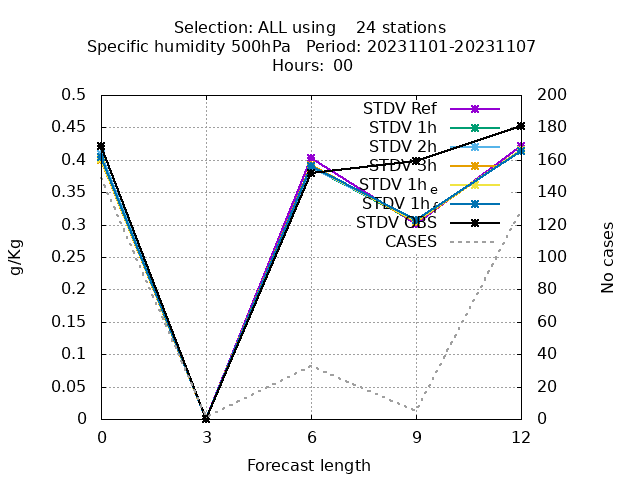 Selection: ALL using 24 stations
Specific humidity 500hPa Period: 20231101-20231107
Hours: 00
0.5
0.45
0.4
0.35
0.3
0.25
0.2
0.15
0.1
0.05
0
g/Kg
200
180
160
140
120
100
80
60
40
20
0
No cases
STDV Ref
STDV 1h
STDV 2h
STDV 3h
STDV 1h e
STDV 1h
STDV OBS
CASES
0 3 6 9 12
Forecast length